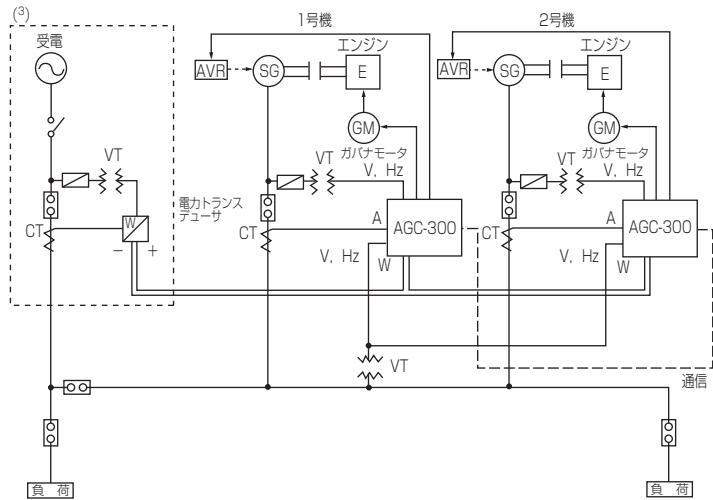 (3)
受電
VT
電力トランス
デューサ
W
CT
− +
1号機
エンジン
AVR
SG
E
GM
ガバナモータ
VT
V, Hz
CT
A
AGC-300
V, Hz
W
2号機
エンジン
AVR
SG
E
GM
ガバナモータ
VT
V, Hz
CT
A
AGC-300
V, Hz
W
VT
通信
負 荷
負 荷